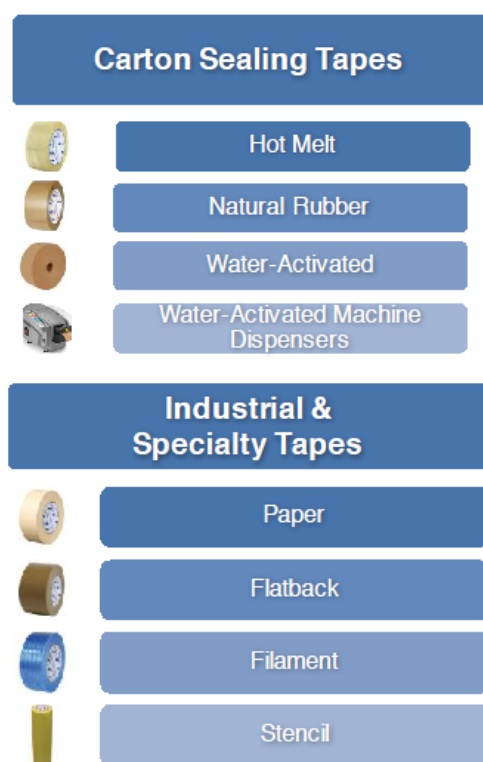 Carton Sealing Tapes
Hot Melt
Natural Rubber
Water-Activated
Water-Activated Machine
Dispensers
Industrial &
Specialty Tapes
Paper
Flatback
Filament
Stencil